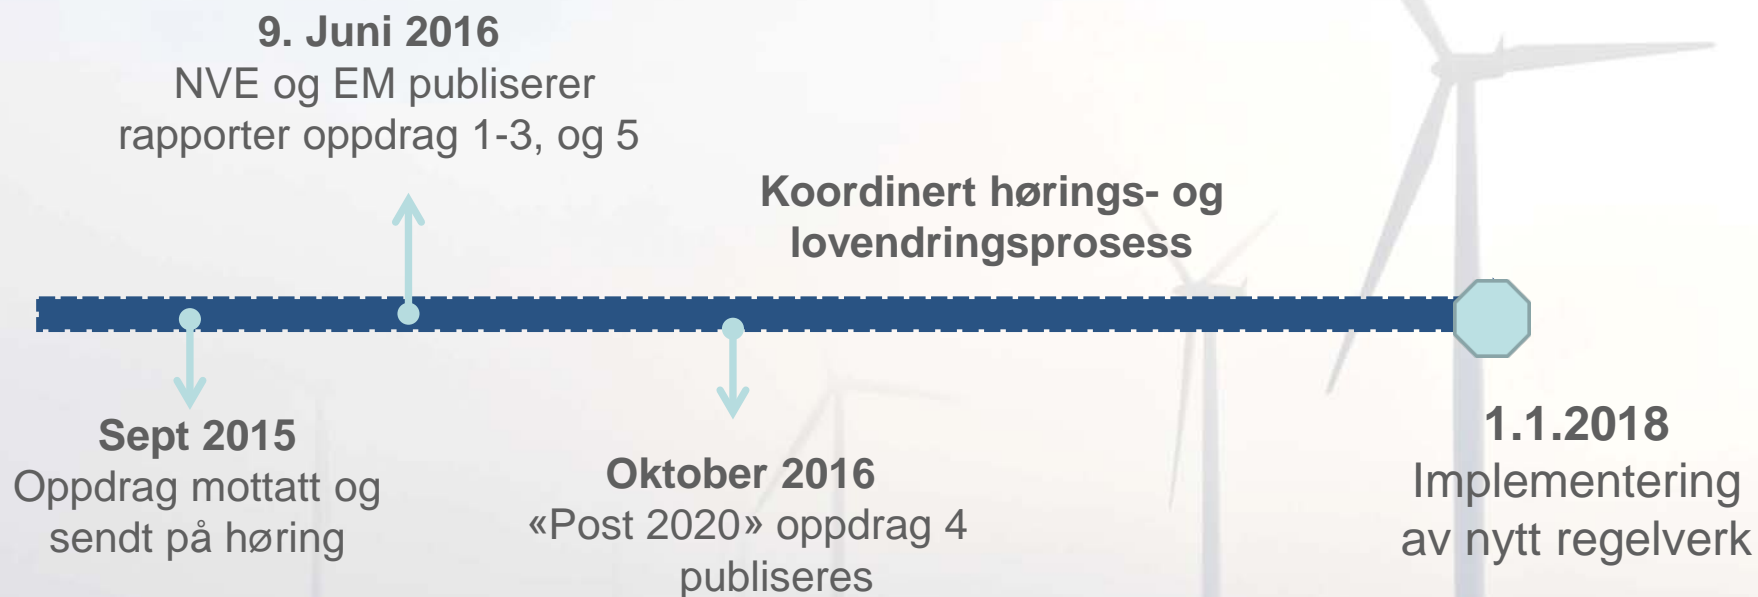 9. Juni 2016
NVE og EM publiserer
rapporter oppdrag 1-3, og 5
Koordinert hørings- og
lovendringsprosess
Sept 2015
Oppdrag mottatt og
sendt på høring
Oktober 2016
«Post 2020» oppdrag 4
publiseres
1.1.2018
Implementering
av nytt regelverk